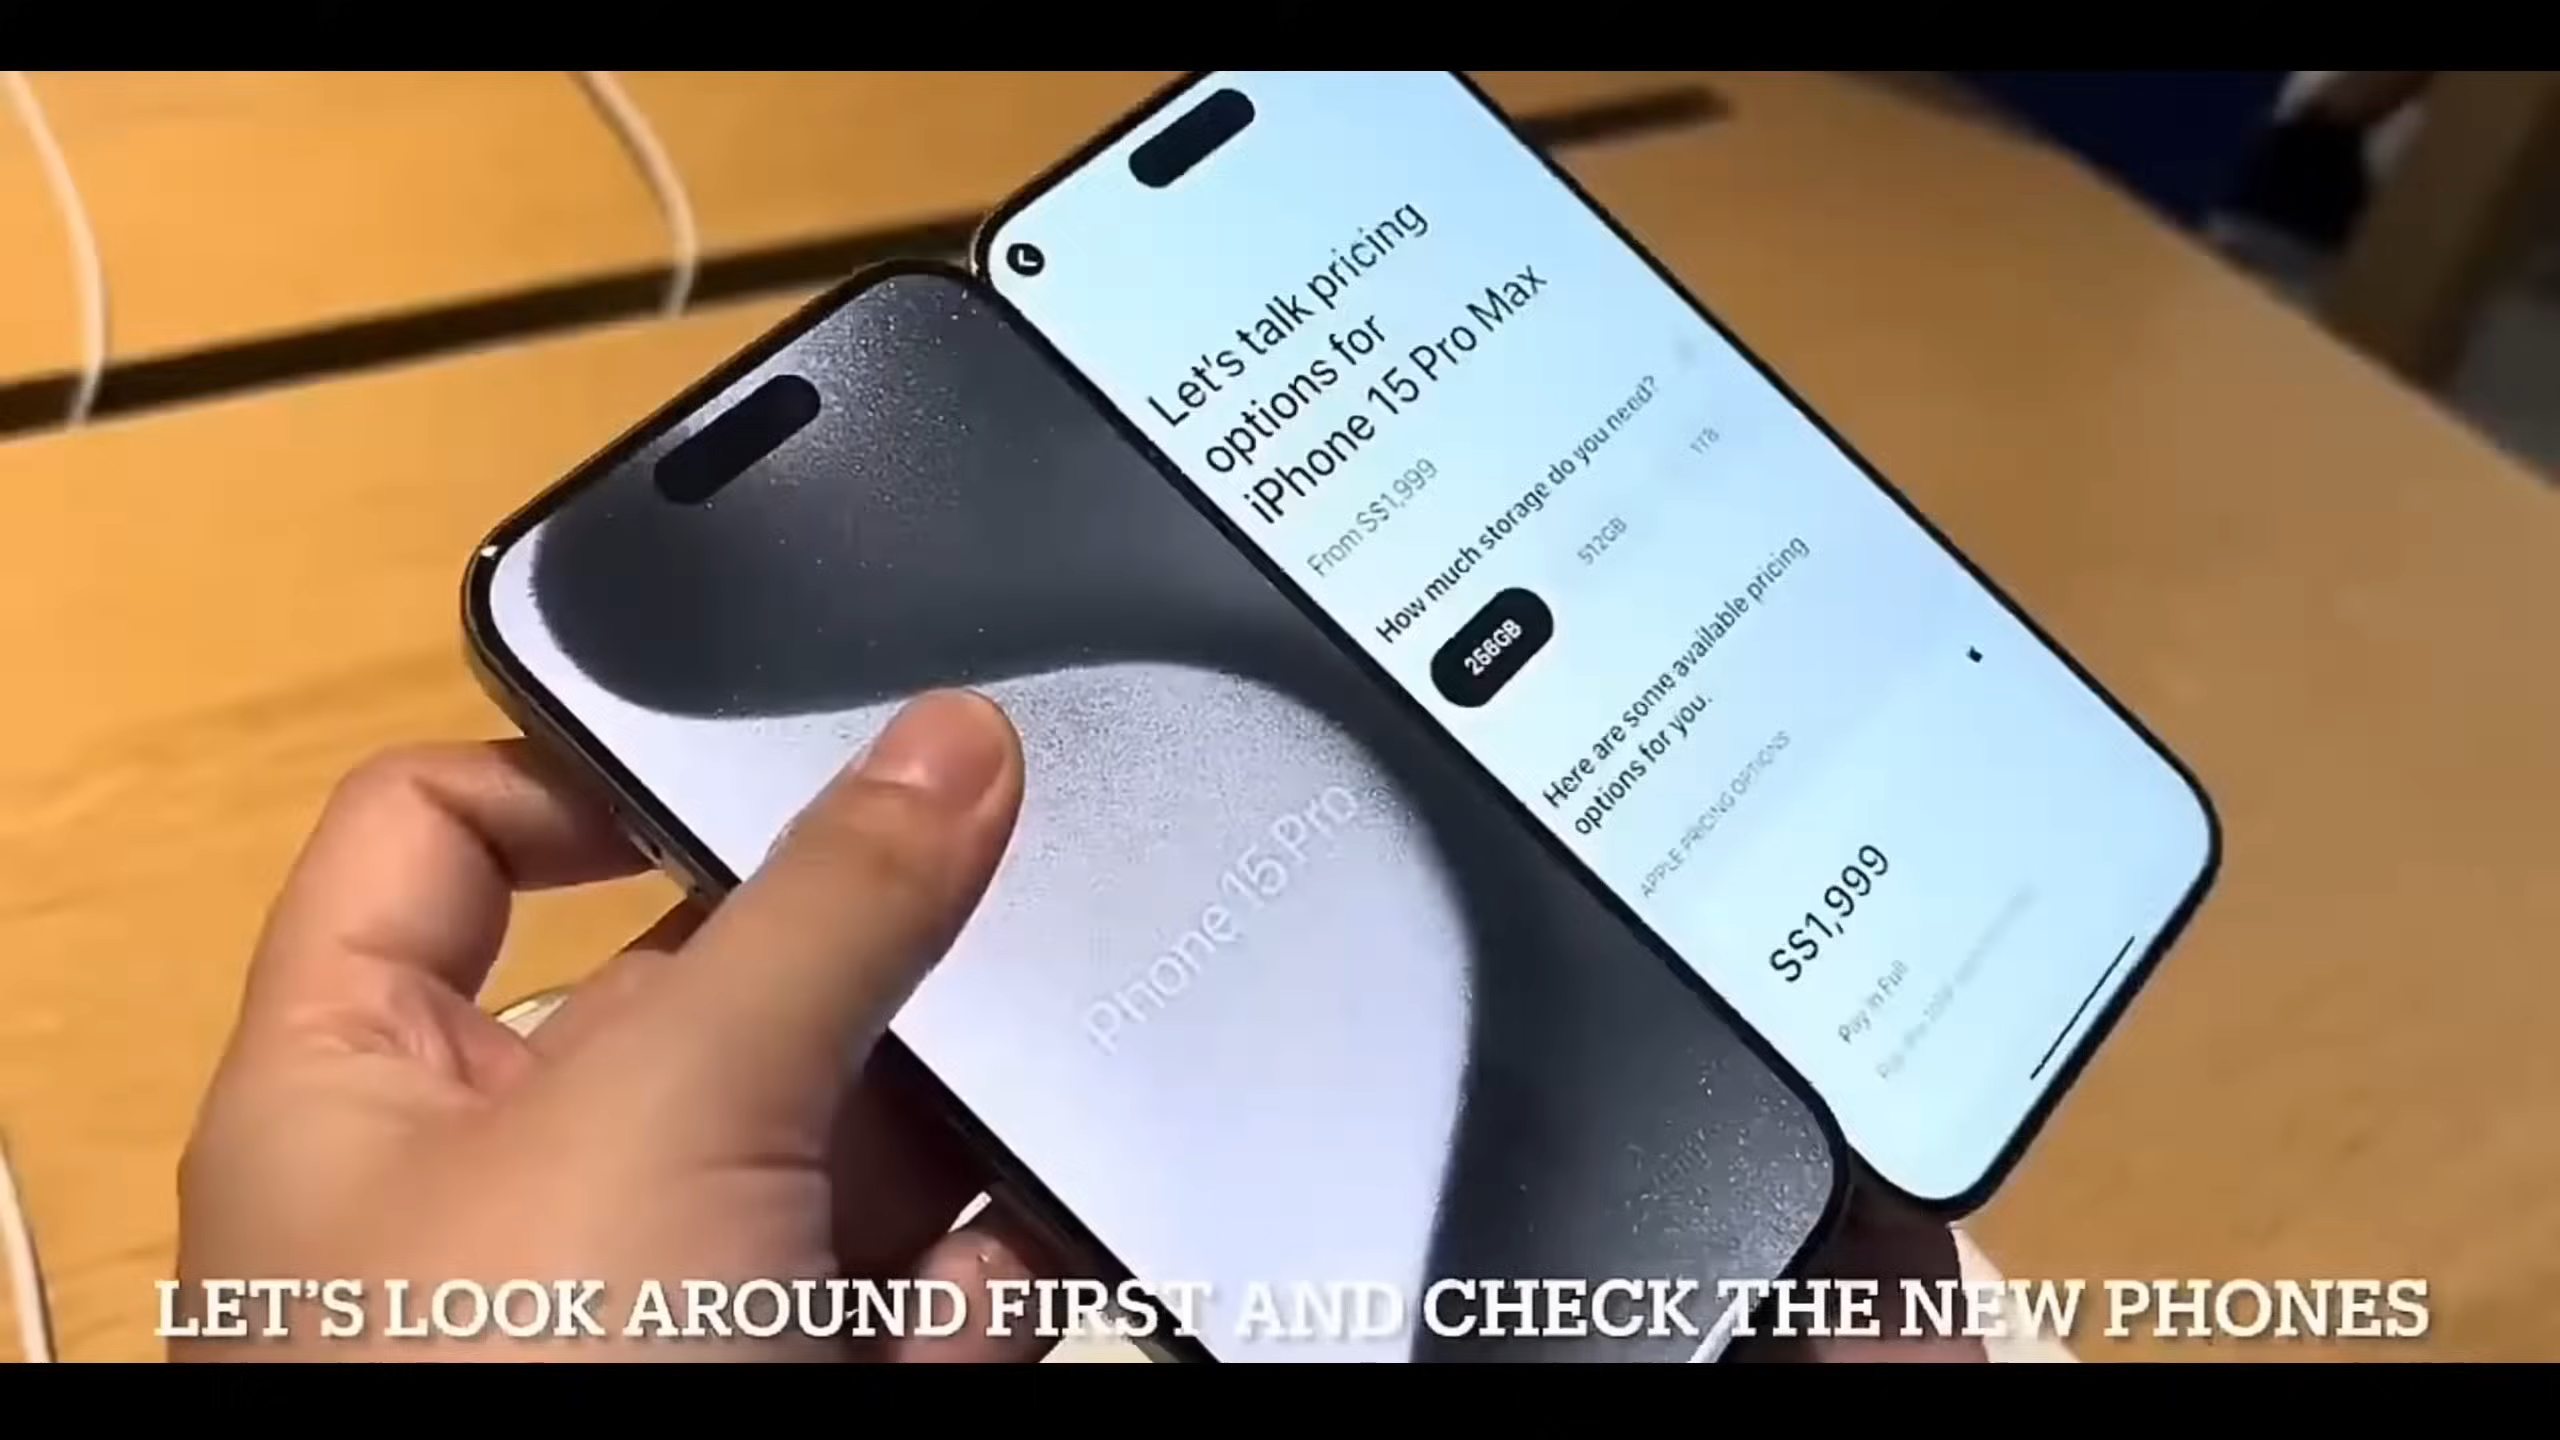 Let's talk pricing
options for
iPhone 15 Pro Max
From S$1,999
How much storage do you need?
256GB
512GB
1TB
Here are some available pricing
options for you.
APPLE PRICING OPTIONS
S$1,999
Pay in Full
iPhone 15 Pro
LET'S LOOK AROUND FIRST AND CHECK THE NEW PHONES